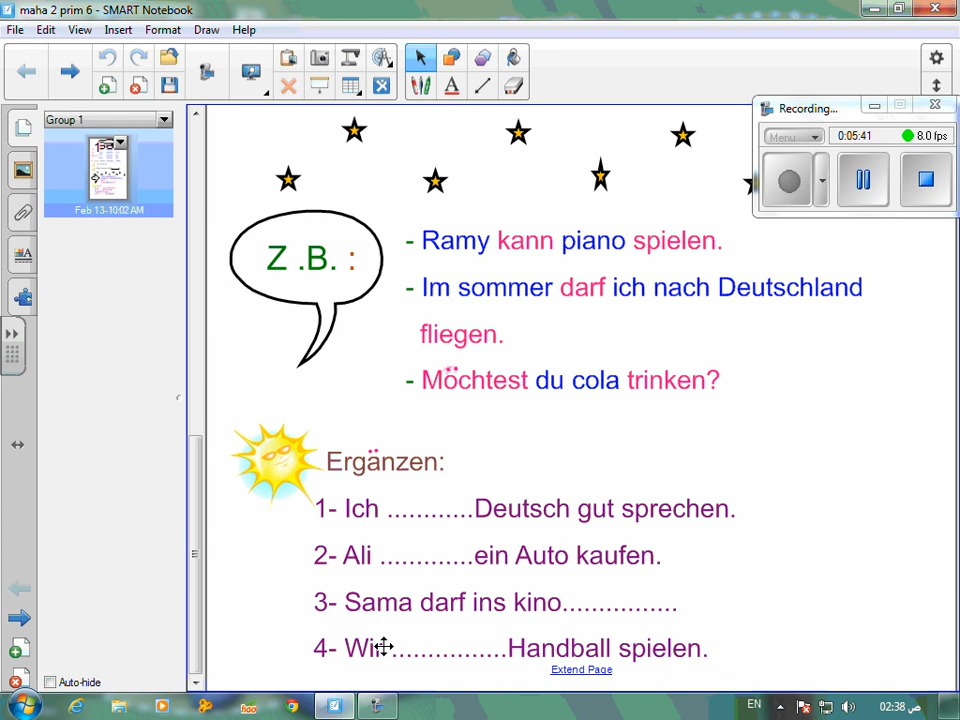 maha 2 prim 6 - SMART Notebook
File Edit View Insert Format Draw Help
Group 1
Feb 13-10:02 AM
Recording...
Menu
0:05:41
8.0 fps
Z .B. :
- Ramy kann piano spielen.
- Im sommer darf ich nach Deutschland
fliegen.
- Möchtest du cola trinken?
Ergänzen:
1- Ich ............Deutsch gut sprechen.
2- Ali .............ein Auto kaufen.
3- Sama darf ins kino................
4- Wir ................Handball spielen.
Extend Page
Auto-hide
hao
EN
02:38 ص